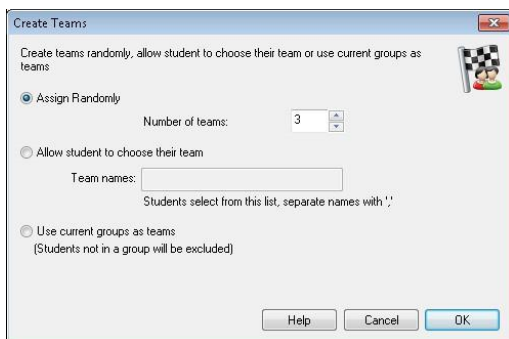 Create Teams
Create teams randomly, allow student to choose their team or use current groups as
teams
Assign Randomly
Number of teams: 3
Allow student to choose their team
Team names:
Students select from this list, separate names with ','
Use current groups as teams
(Students not in a group will be excluded)
Help Cancel OK